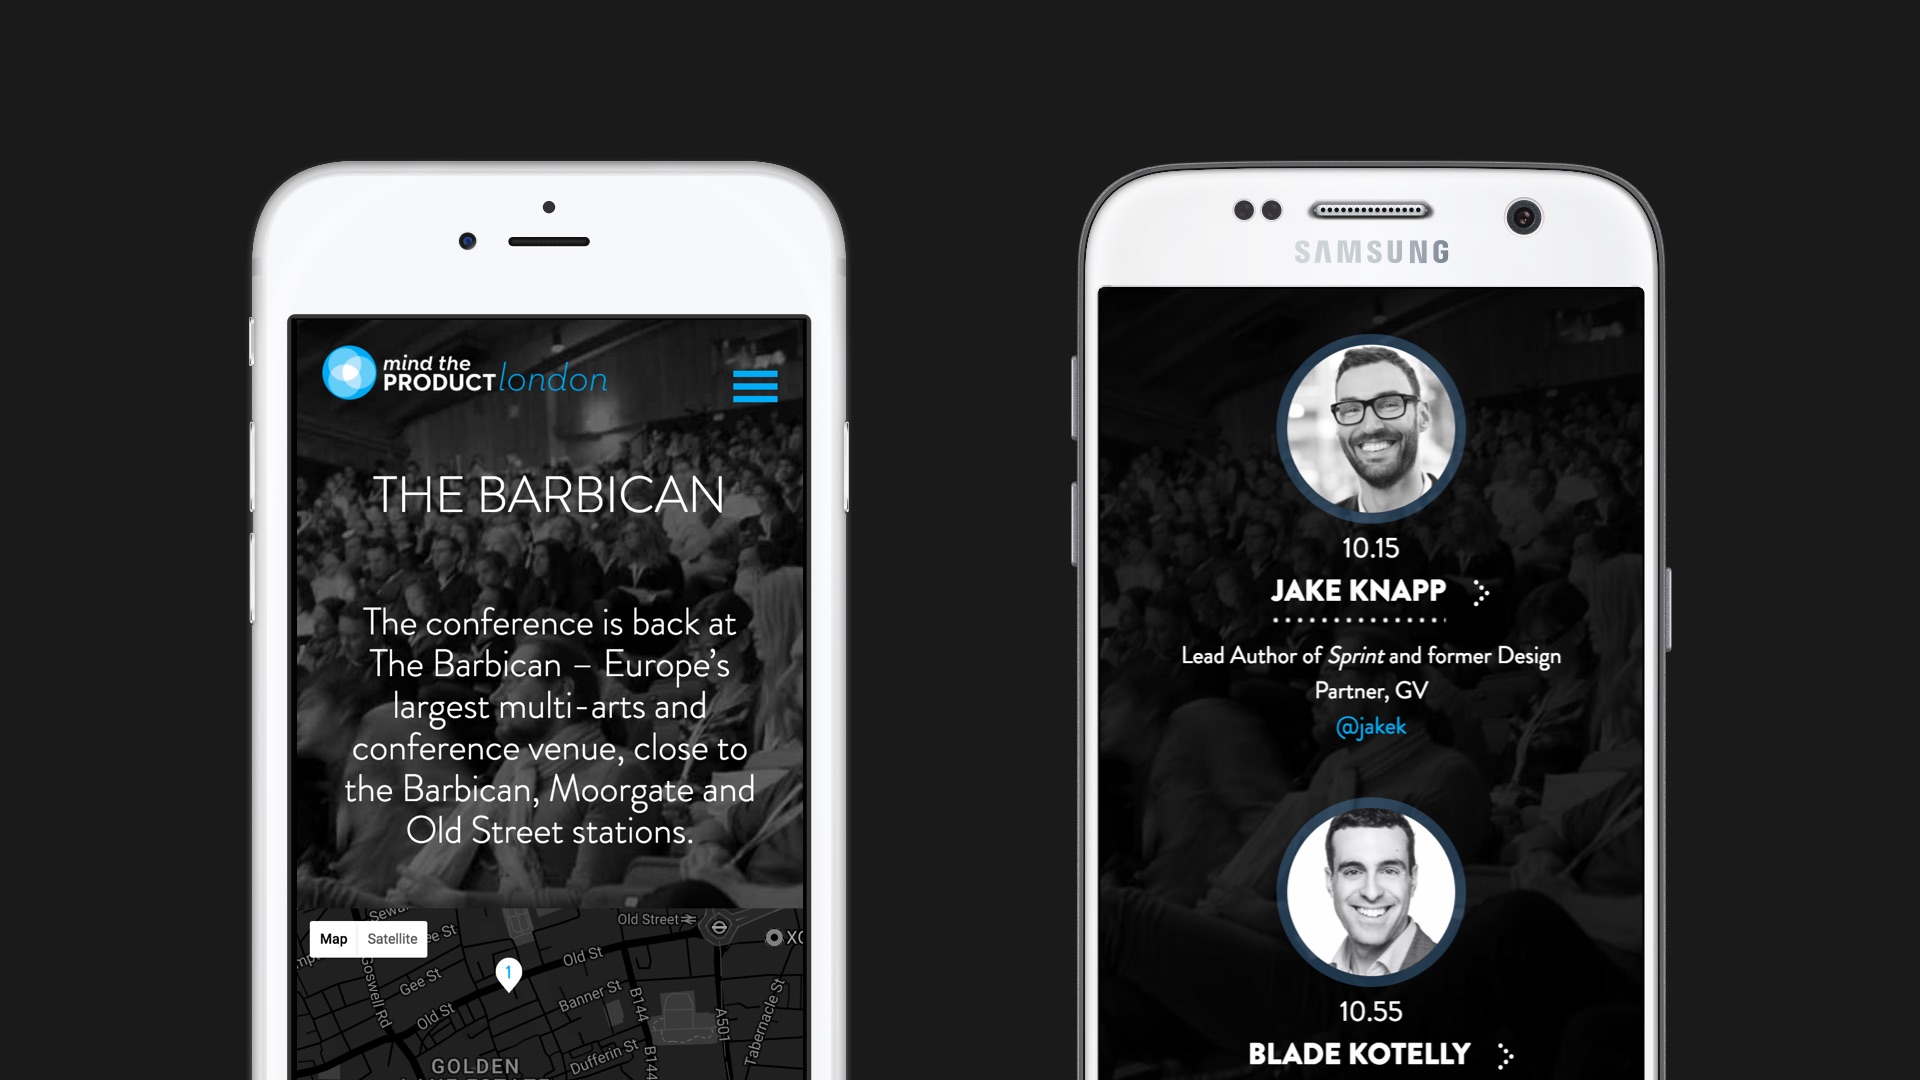 mind the
PRODUCT london
THE BARBICAN
The conference is back at
The Barbican – Europe's
largest multi-arts and
conference venue, close to
the Barbican, Moorgate and
Old Street stations.
Map Satellite
Old Street
Gee St
Old St
Goswell Rd
Old St
Banner St
B144
A501
Tabernacle St
Dufferin St
B144
1
GOLDEN
SAMSUNG
10.15
JAKE KNAPP
Lead Author of Sprint and former Design
Partner, GV
@jakek
10.55
BLADE KOTELLY